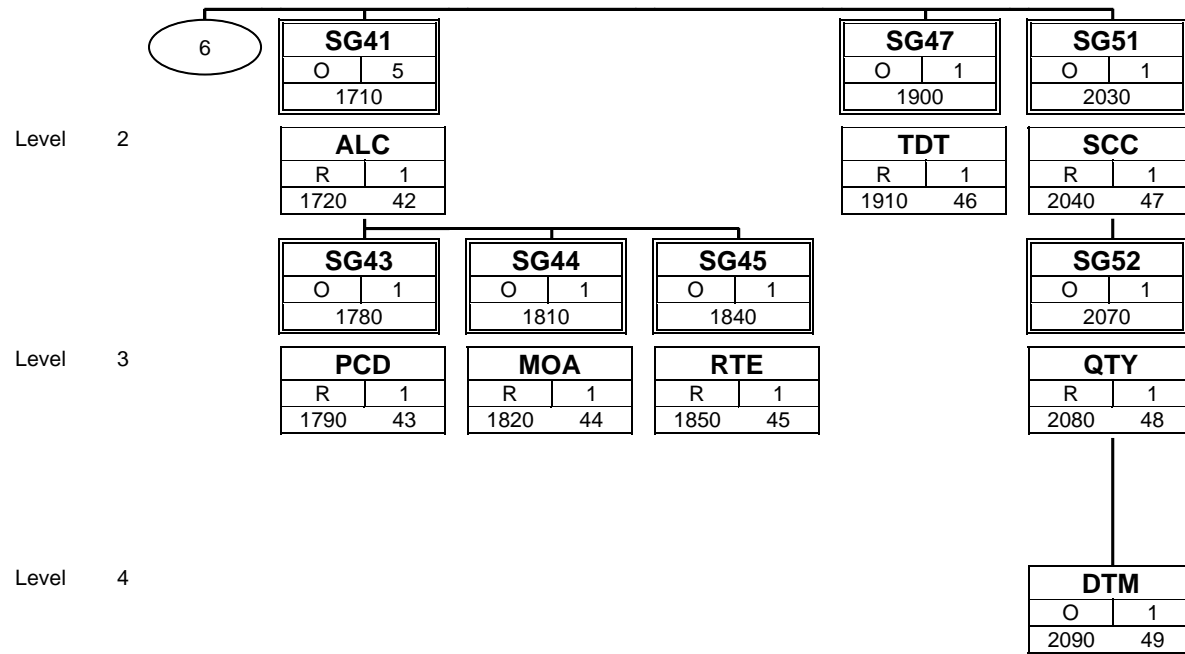 6 SG41 SG47 SG51
O 5 O 1 O 1
1710 1900 2030
Level 2 ALC TDT SCC
R 1 R 1 R 1
1720 42 1910 46 2040 47
SG43 SG44 SG45 SG52
O 1 O 1 O 1 O 1
1780 1810 1840 2070
Level 3 PCD MOA RTE QTY
R 1 R 1 R 1 R 1
1790 43 1820 44 1850 45 2080 48
Level 4 DTM
O 1
2090 49